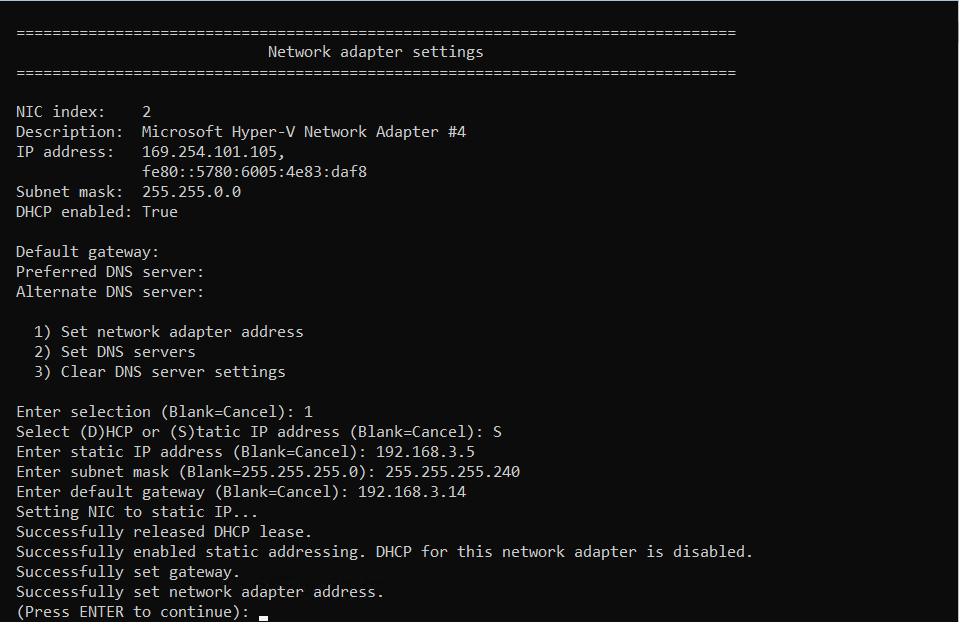 ================================================================================
Network adapter settings
================================================================================
NIC index:    2
Description:  Microsoft Hyper-V Network Adapter #4
IP address:   169.254.101.105,
              fe80::5780:6005:4e83:daf8
Subnet mask:  255.255.0.0
DHCP enabled: True
Default gateway:
Preferred DNS server:
Alternate DNS server:
  1) Set network adapter address
  2) Set DNS servers
  3) Clear DNS server settings
Enter selection (Blank=Cancel): 1
Select (D)HCP or (S)tatic IP address (Blank=Cancel): S
Enter static IP address (Blank=Cancel): 192.168.3.5
Enter subnet mask (Blank=255.255.255.0): 255.255.255.240
Enter default gateway (Blank=Cancel): 192.168.3.14
Setting NIC to static IP...
Successfully released DHCP lease.
Successfully enabled static addressing. DHCP for this network adapter is disabled.
Successfully set gateway.
Successfully set network adapter address.
(Press ENTER to continue):